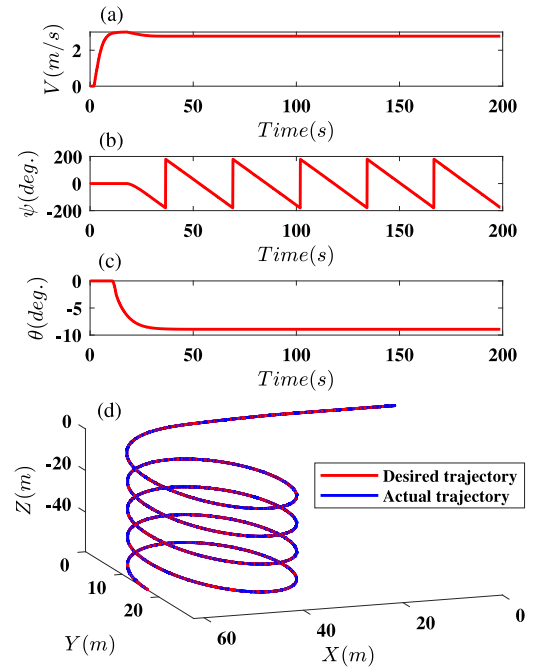 (a)
V(m/s)
2
0
0 50 100 150 200
Time(s)
(b)
ψ(deg.)
200
0
-200
0 50 100 150 200
Time(s)
(c)
θ(deg.)
0
-5
-10
0 50 100 150 200
Time(s)
(d)
Z(m)
0
-20
-40
0
10
20
Y(m)
60 40 20 0
X(m)
Desired trajectory
Actual trajectory